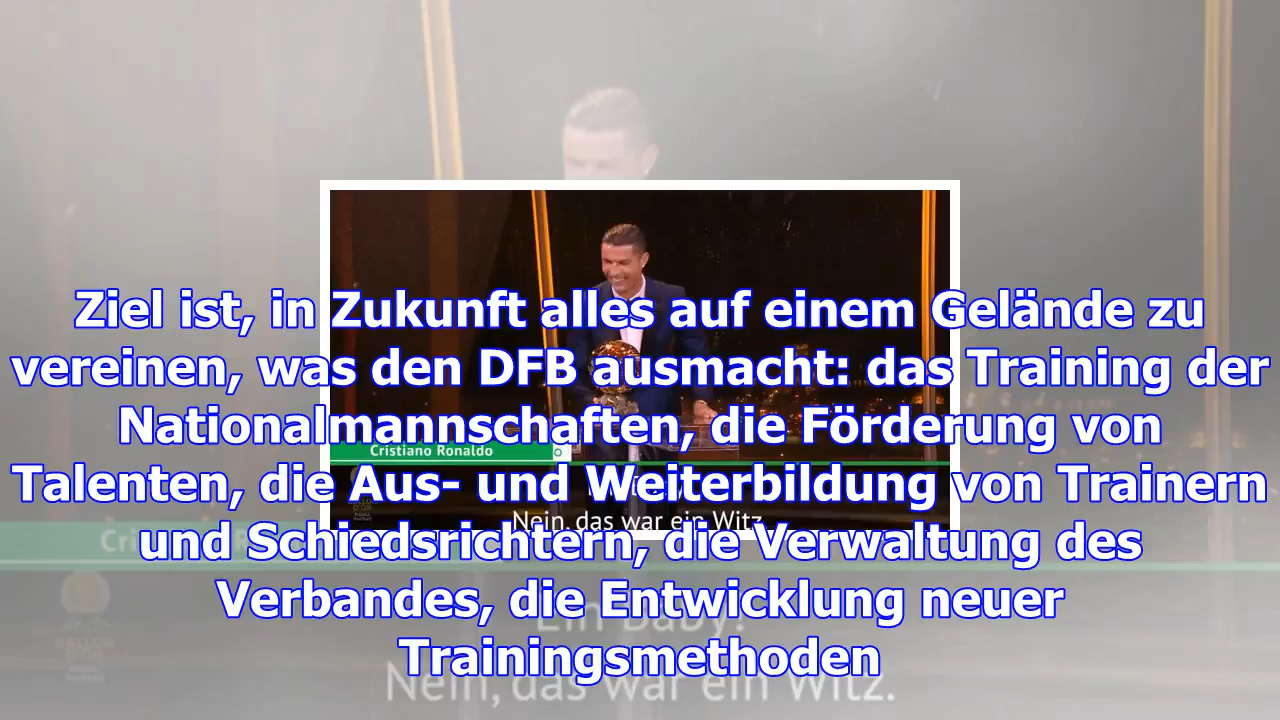 Ziel ist, in Zukunft alles auf einem Gelände zu
vereinen, was den DFB ausmacht: das Training der
Nationalmannschaften, die Förderung von
Cristiano Ronaldo
Talenten, die Aus- und Weiterbildung von Trainern
Nein, das war ein Witz.
und Schiedsrichtern, die Verwaltung des
Verbandes, die Entwicklung neuer
Ein Baby?
Trainingsmethoden
Nein, das war ein Witz.